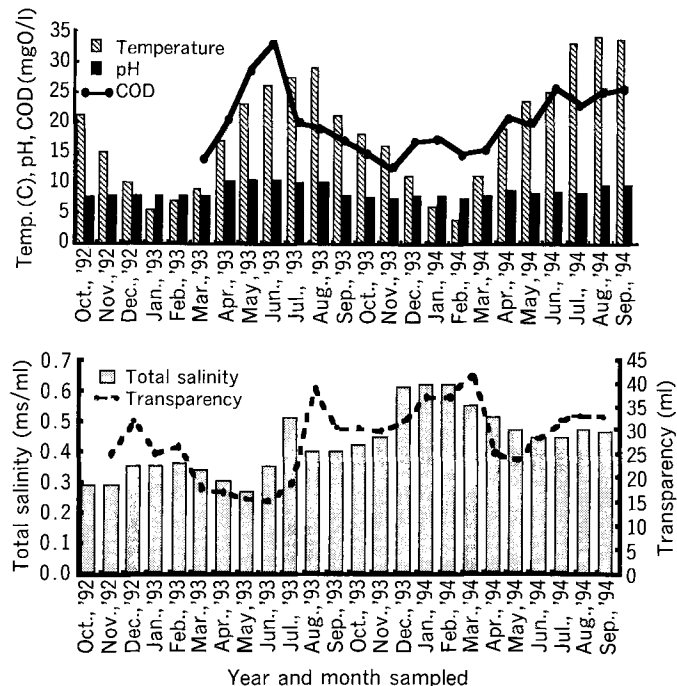 Temp. (C), pH, COD (mgO/l)
35
30
25
20
15
10
5
0
Temperature
pH
COD
Oct., '92
Nov., '92
Dec., '92
Jan., '93
Feb., '93
Mar., '93
Apr., '93
May, '93
Jun., '93
Jul., '93
Aug., '93
Sep., '93
Oct., '93
Nov., '93
Dec., '93
Jan., '94
Feb., '94
Mar., '94
Apr., '94
May, '94
Jun., '94
Jul., '94
Aug., '94
Sep., '94
Total salinity (ms/ml)
0.7
0.6
0.5
0.4
0.3
0.2
0.1
0.0
Total salinity
Transparency
45
40
35
30
25
20
15
10
5
0
Transparency (ml)
Oct., '92
Nov., '92
Dec., '92
Jan., '93
Feb., '93
Mar., '93
Apr., '93
May, '93
Jun., '93
Jul., '93
Aug., '93
Sep., '93
Oct., '93
Nov., '93
Dec., '93
Jan., '94
Feb., '94
Mar., '94
Apr., '94
May, '94
Jun., '94
Jul., '94
Aug., '94
Sep., '94
Year and month sampled